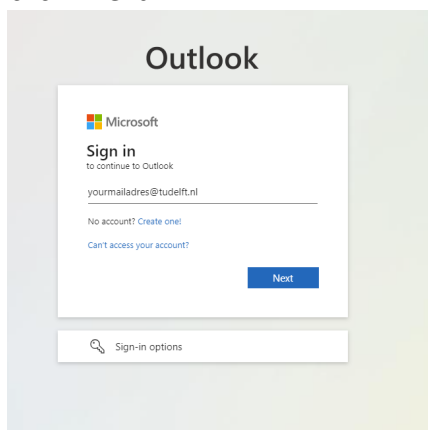 Outlook
Microsoft
Sign in
to continue to Outlook
yourmailadres@tudelft.nl
No account? Create one!
Can't access your account?
Next
Sign-in options